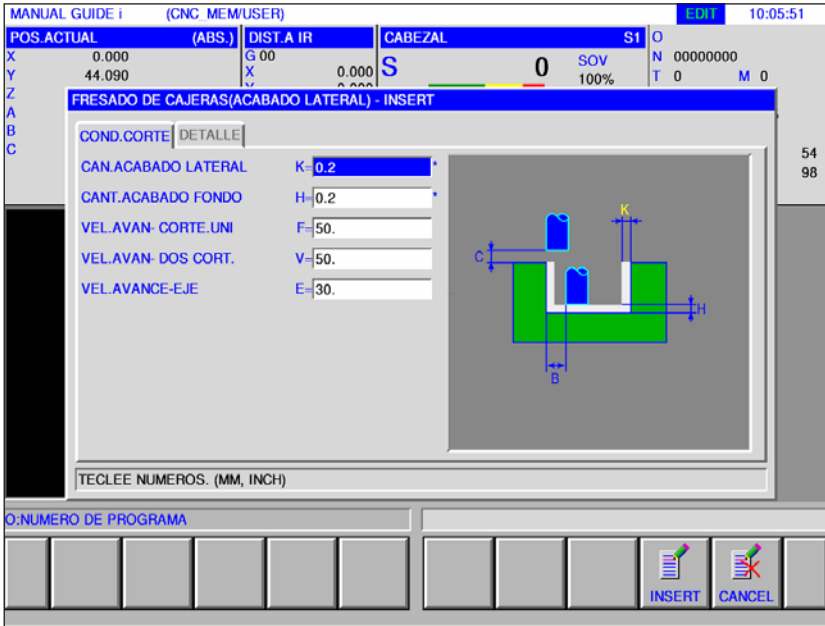 MANUAL GUIDE i (CNC_MEM/USER) EDIT 10:05:51
POS.ACTUAL (ABS.) DIST.A IR CABEZAL S1 O
X 0.000 G 00 S 0 SOV 100% N 00000000
Y 44.090 X 0.000 T 0 M 0
Z
A
B
C
54
98
FRESADO DE CAJERAS(ACABADO LATERAL) - INSERT
COND.CORTE DETALLE
CAN.ACABADO LATERAL K=0.2 *
CANT.ACABADO FONDO H=0.2 *
VEL.AVAN- CORTE.UNI F=50.
VEL.AVAN- DOS CORT. V=50.
VEL.AVANCE-EJE E=30.
K
C
H
B
TECLEE NUMEROS. (MM, INCH)
O:NUMERO DE PROGRAMA
INSERT CANCEL